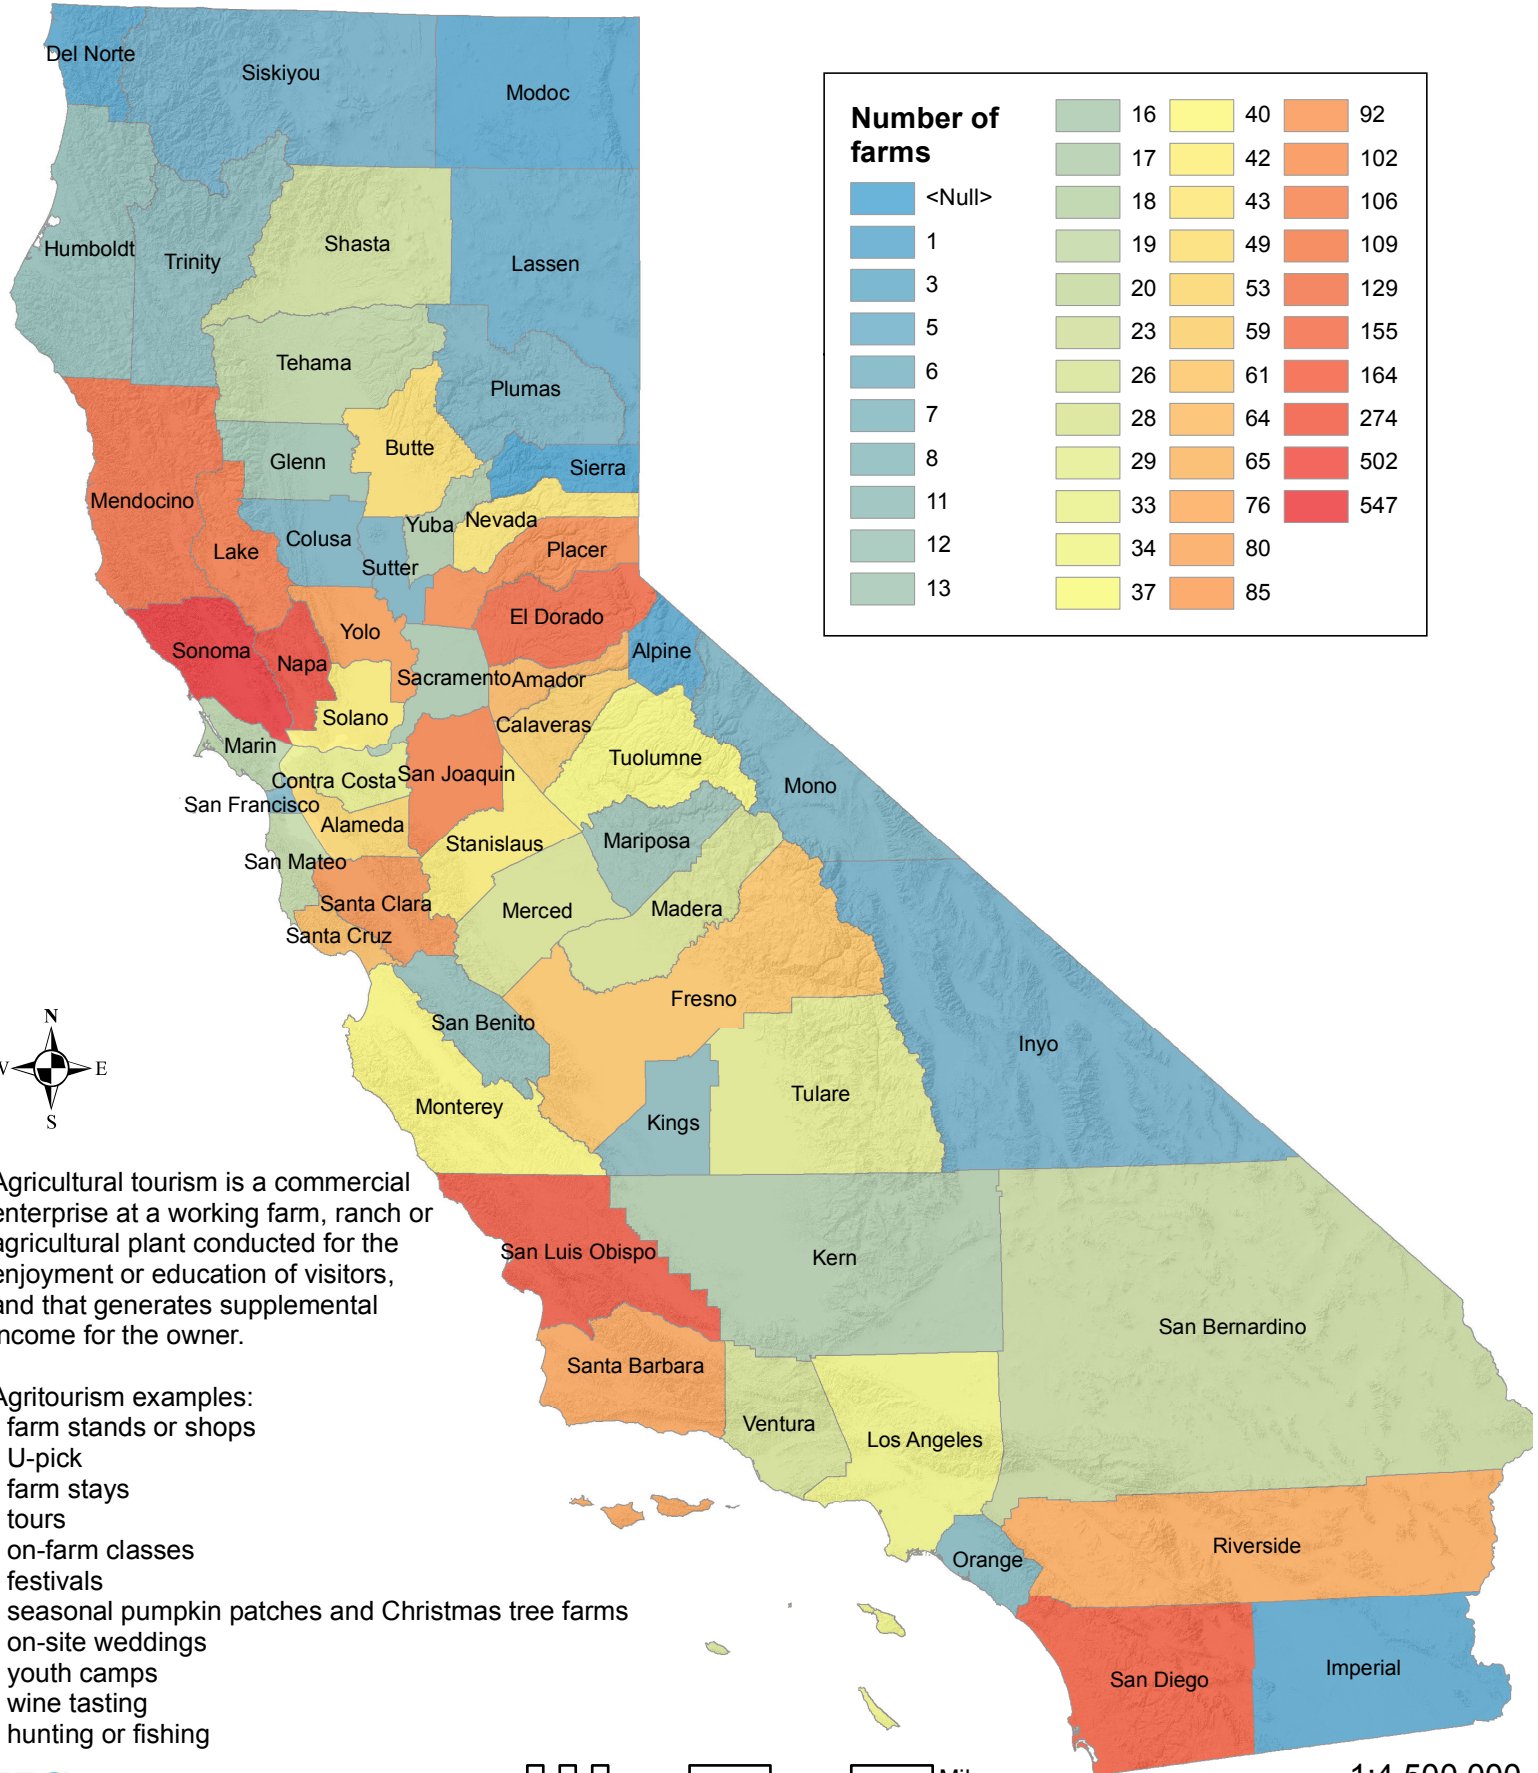 Del Norte
Siskiyou
Modoc
Humboldt
Trinity
Shasta
Lassen
Tehama
Plumas
Butte
Glenn
Sierra
Mendocino
Yuba
Nevada
Colusa
Lake
Placer
Sutter
El Dorado
Yolo
Sonoma
Alpine
Napa
Sacramento
Amador
Solano
Calaveras
Marin
Tuolumne
Contra Costa
San Joaquin
Mono
San Francisco
Alameda
Mariposa
Stanislaus
San Mateo
Santa Clara
Merced
Madera
Santa Cruz
Fresno
San Benito
Inyo
Tulare
Monterey
Kings
San Luis Obispo
Kern
San Bernardino
Santa Barbara
Ventura
Los Angeles
Riverside
Orange
San Diego
Imperial
Number of
farms
<Null>
1
3
5
6
7
8
11
12
13
16
17
18
19
20
23
26
28
29
33
34
37
40
42
43
49
53
59
61
64
65
76
80
85
92
102
106
109
129
155
164
274
502
547
N
E
S
Agricultural tourism is a commercial
enterprise at a working farm, ranch or
agricultural plant conducted for the
enjoyment or education of visitors,
and that generates supplemental
income for the owner.
Agritourism examples:
farm stands or shops
U-pick
farm stays
tours
on-farm classes
festivals
seasonal pumpkin patches and Christmas tree farms
on-site weddings
youth camps
wine tasting
hunting or fishing
1:4,500,000